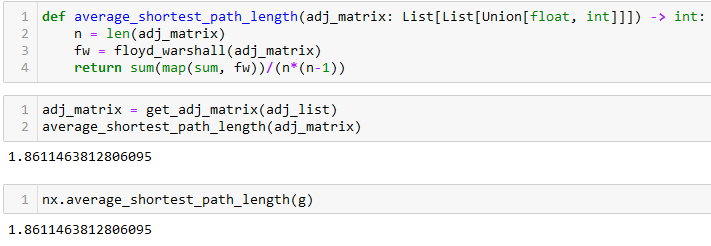 1 def average_shortest_path_length(adj_matrix: List[List[Union[float, int]]]) -> int:
2     n = len(adj_matrix)
3     fw = floyd_warshall(adj_matrix)
4     return sum(map(sum, fw))/(n*(n-1))
1 adj_matrix = get_adj_matrix(adj_list)
2 average_shortest_path_length(adj_matrix)
1.8611463812806095
1 nx.average_shortest_path_length(g)
1.8611463812806095